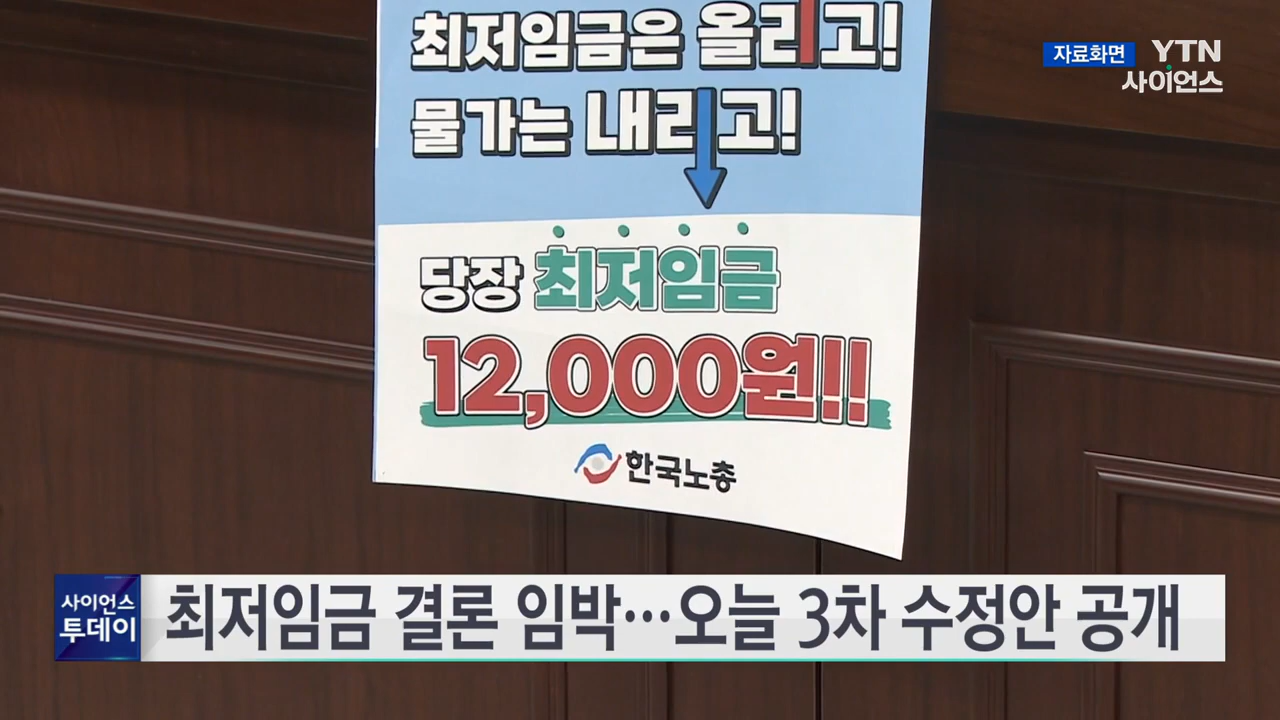 최저임금은 올리고!
물가는 내리고!
당장 최저임금
12,000원!!
한국노총
자료화면
YTN
사이언스
사이언스
투데이
최저임금 결론 임박…오늘 3차 수정안 공개